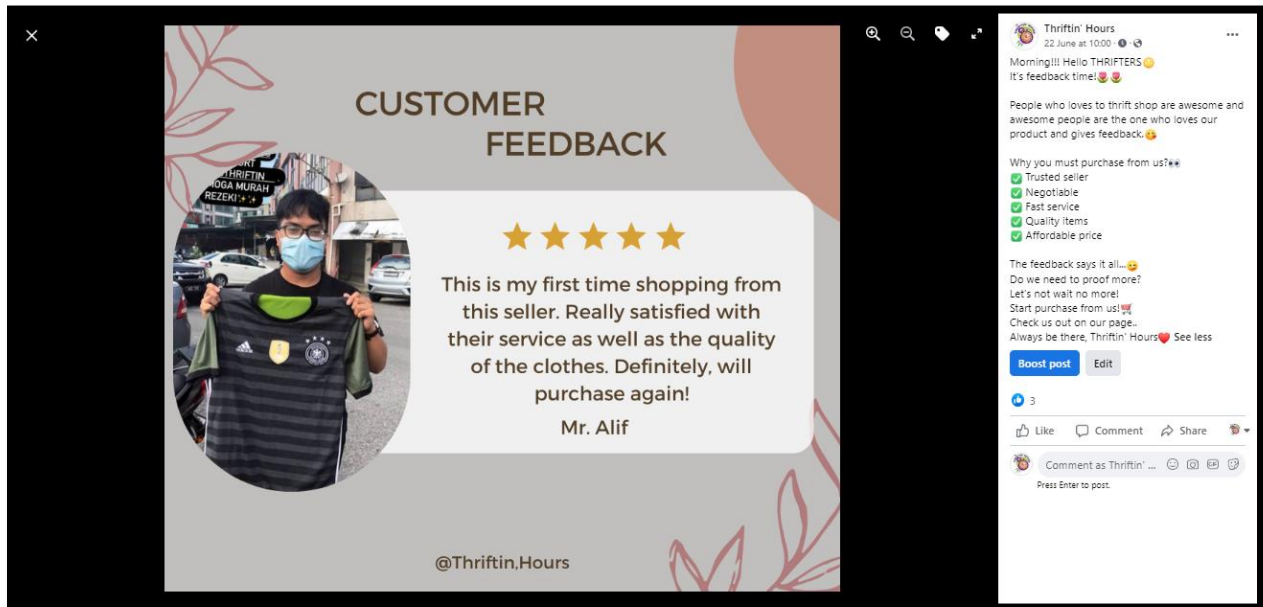 CUSTOMER
FEEDBACK
THRIFTIN
MOGA MURAH
REZEKI
This is my first time shopping from
this seller. Really satisfied with
their service as well as the quality
of the clothes. Definitely, will
purchase again!
Mr. Alif
@Thriftin,Hours
Thriftin' Hours
22 June at 10:00
Morning!!! Hello THRIFTERS😳
It's feedback time!🌷🌷
People who loves to thrift shop are awesome and
awesome people are the one who loves our
product and gives feedback.😘
Why you must purchase from us?👀
✅ Trusted seller
✅ Negotiable
✅ Fast service
✅ Quality items
✅ Affordable price
The feedback says it all...😏
Do we need to proof more?
Let's not wait no more!
Start purchase from us!🛒
Check us out on our page..
Always be there, Thriftin' Hours❤️ See less
Boost post Edit
3
Like Comment Share
Comment as Thriftin' ... GIF
Press Enter to post.